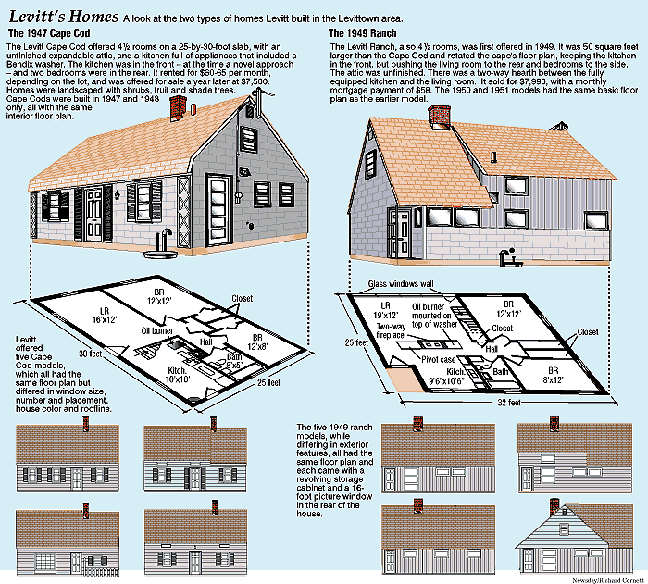 Levitt's Homes A look at the two types of homes Levitt built in the Levittown area.
The 1947 Cape Cod
The Levitt Cape Cod offered 4½ rooms on a 25-by-30-foot slab, with an
unfinished expandable attic, and a kitchen full of appliances that included a
Bendix washer. The kitchen was in the front – at the time a novel approach
– and two bedrooms were in the rear. It rented for $60-65 per month,
depending on the lot, and was offered for sale a year later at $7,500.
Homes were landscaped with shrubs, fruit and shade trees.
Cape Cods were built in 1947 and 1948
only, all with the same
interior floor plan.
The 1949 Ranch
The Levitt Ranch, also 4½ rooms, was first offered in 1949. It was 50 square feet
larger than the Cape Cod and rotated the cape's floor plan, keeping the kitchen
in the front, but pushing the living room to the rear and bedrooms to the side.
The attic was unfinished. There was a two-way hearth between the fully
equipped kitchen and the living room. It sold for $7,990, with a monthly
mortgage payment of $58. The 1950 and 1951 models had the same basic floor
plan as the earlier model.
BR
12'x12'
Closet
LR
16'x12'
Oil burner
Hall
BR
12'x8'
Bath
Kitch.
10'x10'
30 feet
25 feet
Levitt
offered
five Cape
Cod models,
which all had the
same floor plan but
differed in window size,
number and placement,
house color and roofline.
Glass windows wall
LR
19'x12'
Oil burner
mounted on
top of washer
BR
12'x12'
Two-way
fireplace
Closet
Closet
Hall
25 feet
Pivot case
Kitch.
9'6"x10'6"
Bath
BR
8'x12'
feet
The five 1949 ranch
models, while
differing in exterior
features, all had the
same floor plan and
each came with a
revolving storage
cabinet and a 16-
foot picture window
in the rear of the
house.
Newsday/Richard Cornett